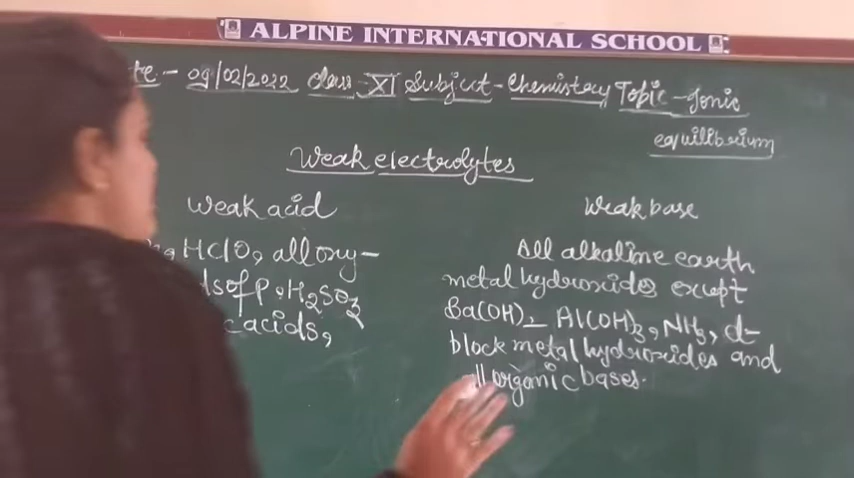 ALPINE INTERNATIONAL SCHOOL
te - 09/02/2022 class - XI Subject - Chemistry Topic - Ionic
equilibrium
Weak electrolytes
Weak acid
HClO, all oxy-
ds of P, H2SO3
c acids,
Weak base
All alkaline earth
metal hydroxides except
Ba(OH)2 Al(OH)3, NH3, d-
block metal hydroxides and
ll organic bases.